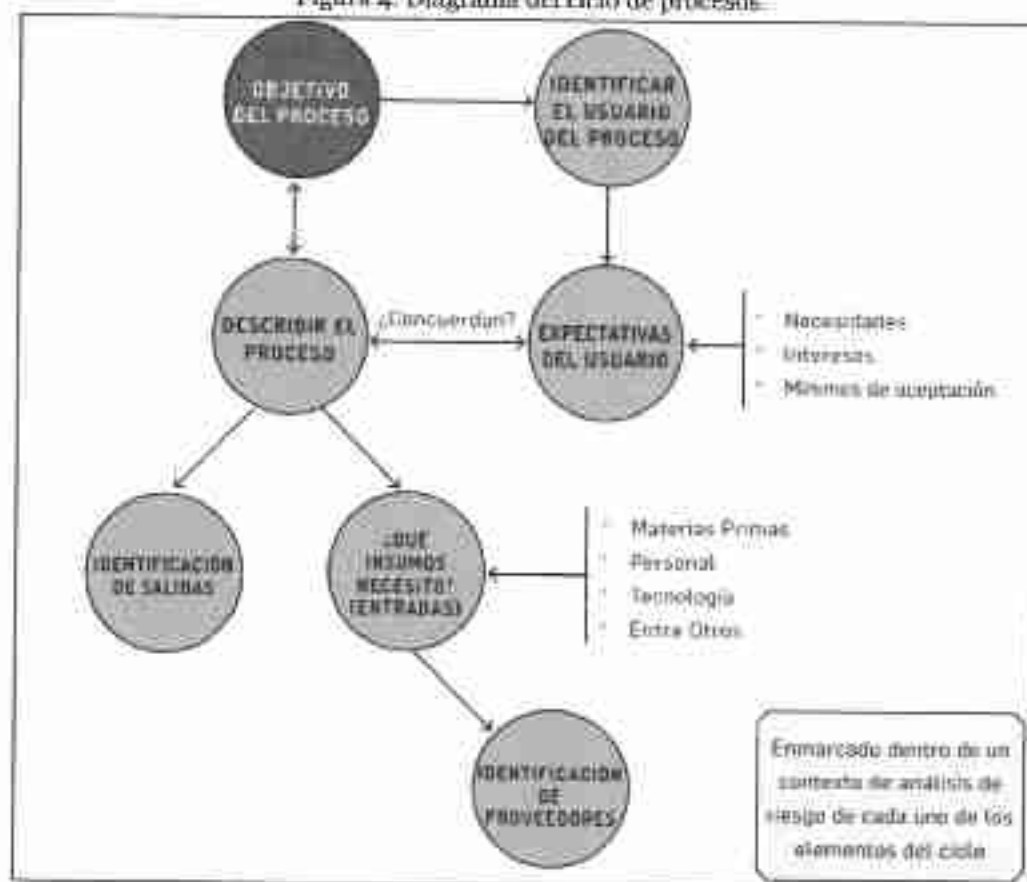 Figura 4. Diagrama del ciclo de procesos.
OBJETIVO
DEL PROCESO
IDENTIFICAR
EL USUARIO
DEL PROCESO
DESCRIBIR EL
PROCESO
¿Concuerdan?
EXPECTATIVAS
DEL USUARIO
- Necesidades
- Intereses
- Mínimos de aceptación
IDENTIFICACIÓN
DE SALIDAS
¿QUÉ
INSUMOS
NECESITO?
(ENTRADAS)
- Materias Primas
- Personal
- Tecnología
- Entre Otros
IDENTIFICACIÓN
DE
PROVEEDORES
Enmarcado dentro de un
contexto de análisis de
riesgo de cada uno de los
elementos del ciclo